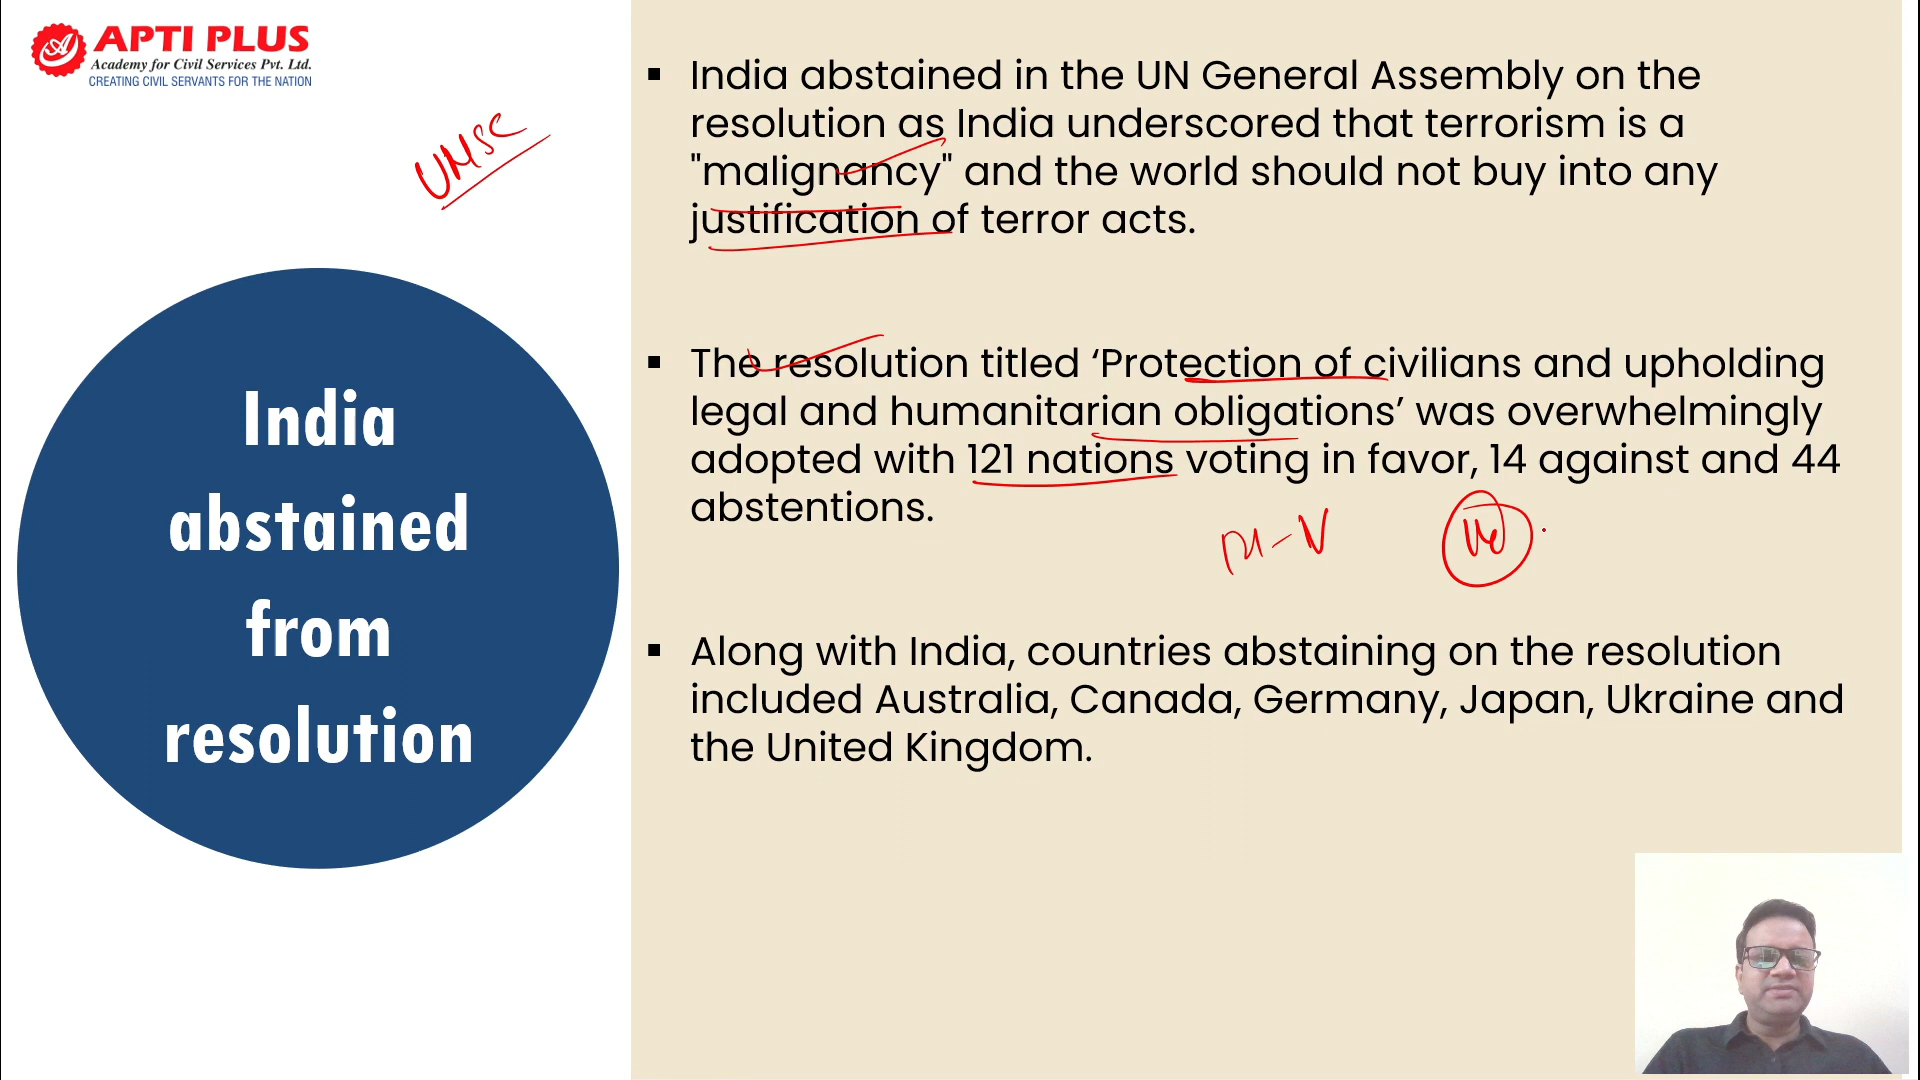 APTI PLUS
Academy for Civil Services Pvt. Ltd.
CREATING CIVIL SERVANTS FOR THE NATION
UNSC
India
abstained
from
resolution
▪ India abstained in the UN General Assembly on the
resolution as India underscored that terrorism is a
"malignancy" and the world should not buy into any
justification of terror acts.
▪ The resolution titled ‘Protection of civilians and upholding
legal and humanitarian obligations’ was overwhelmingly
adopted with 121 nations voting in favor, 14 against and 44
abstentions.
▪ Along with India, countries abstaining on the resolution
included Australia, Canada, Germany, Japan, Ukraine and
the United Kingdom.